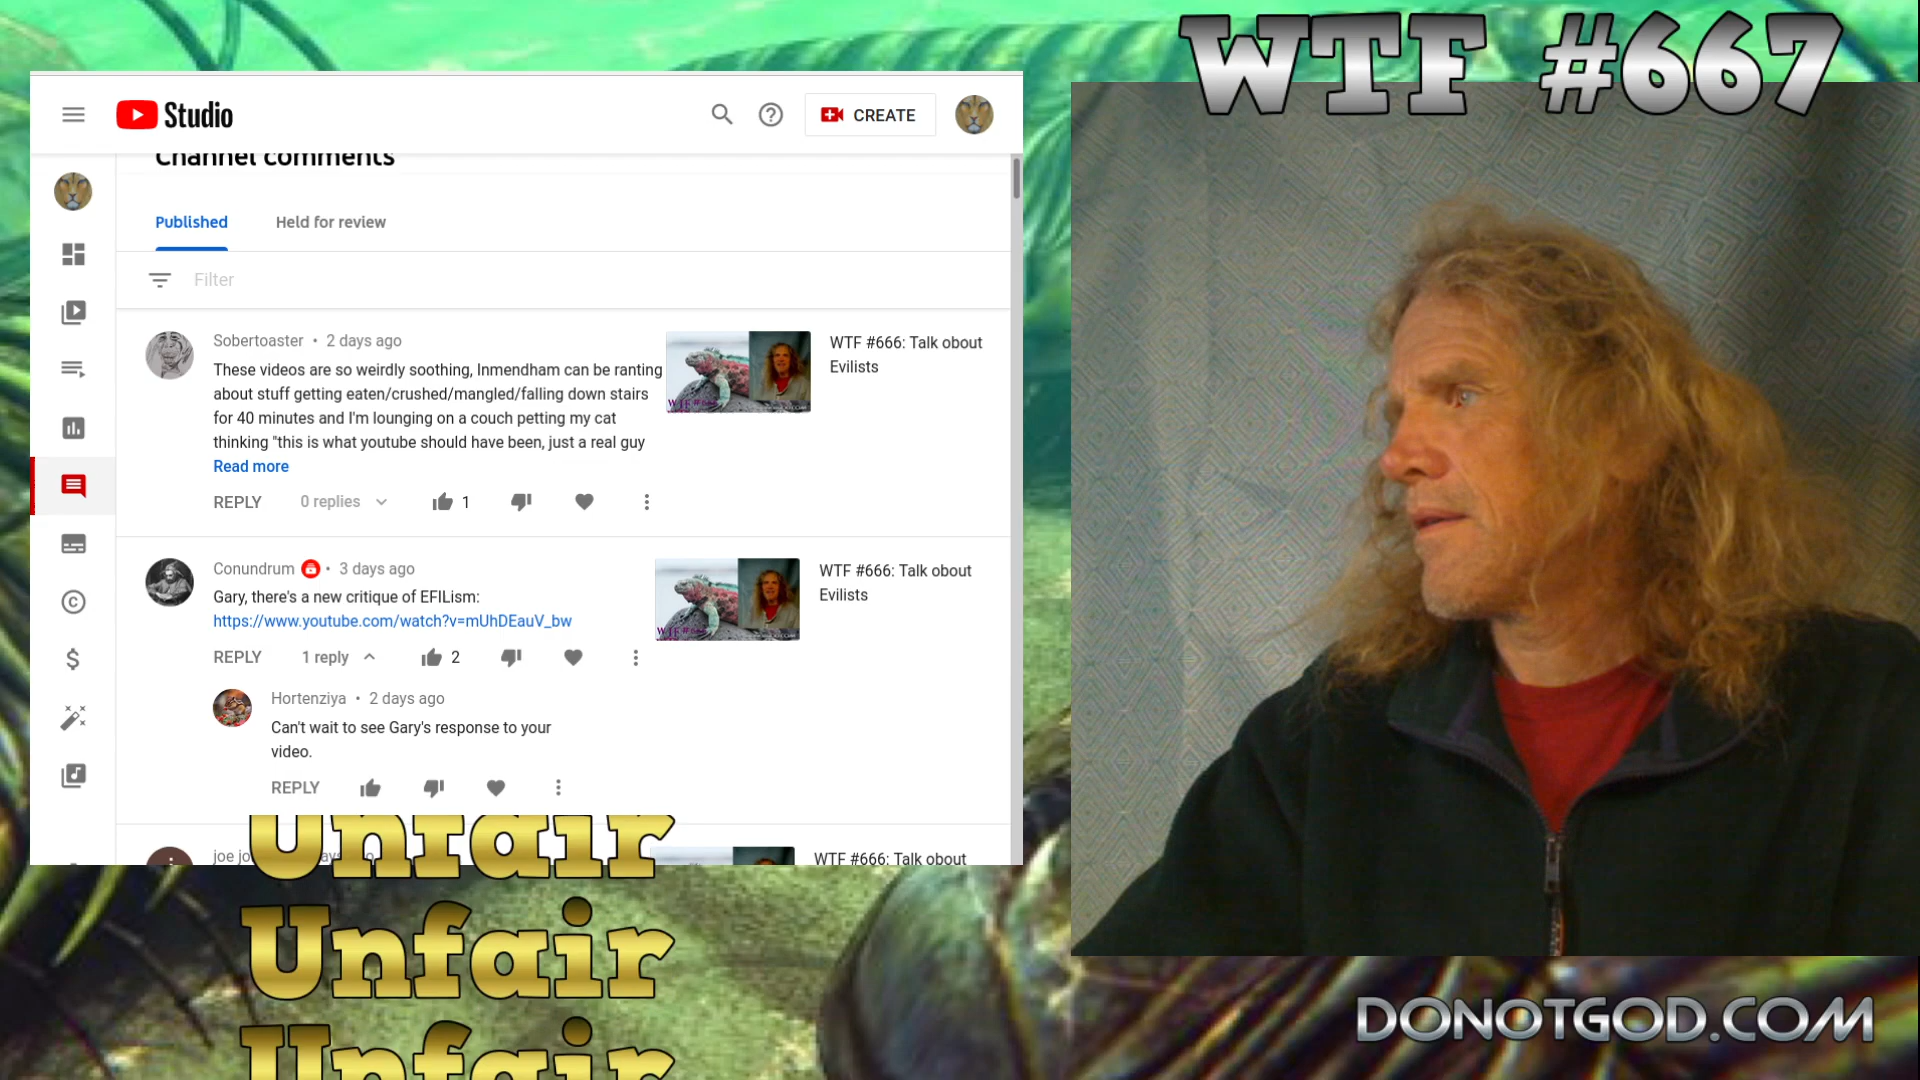 WTF #667
Studio
CREATE
Channel comments
Published
Held for review
Filter
Sobertoaster • 2 days ago
These videos are so weirdly soothing, Inmendham can be ranting
about stuff getting eaten/crushed/mangled/falling down stairs
for 40 minutes and I'm lounging on a couch petting my cat
thinking "this is what youtube should have been, just a real guy
Read more
REPLY 0 replies 1
WTF #666: Talk obout
Evilists
Conundrum • 3 days ago
Gary, there's a new critique of EFILism:
https://www.youtube.com/watch?v=mUhDEauV_bw
REPLY 1 reply 2
WTF #666: Talk obout
Evilists
Hortenziya • 2 days ago
Can't wait to see Gary's response to your
video.
REPLY
joe
WTF #666: Talk obout
Unfair
Unfair
Unfair
DONOTGOD.COM